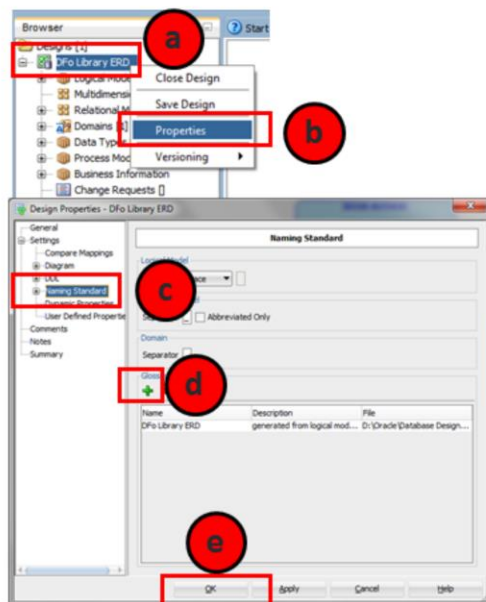 Browser
Start
a
Designs [1]
DFo Library ERD
Logical Mode
Close Design
Multidimensi
Save Design
Relational M
Properties
b
Domains [1]
Data Types
Process Mod
Versioning
Business Information
Change Requests []
Design Properties - DFo Library ERD
General
Settings
Compare Mappings
Diagram
DDL
Naming Standard
Dynamic Properties
User Defined Propertie
Comments
Notes
Summary
Naming Standard
Logical Model
c
Abbreviated Only
Domain
Separator
d
Name Description File
DFo Library ERD generated from logical mod... D:\Oracle\Database Design...
e
OK Apply Cancel Help